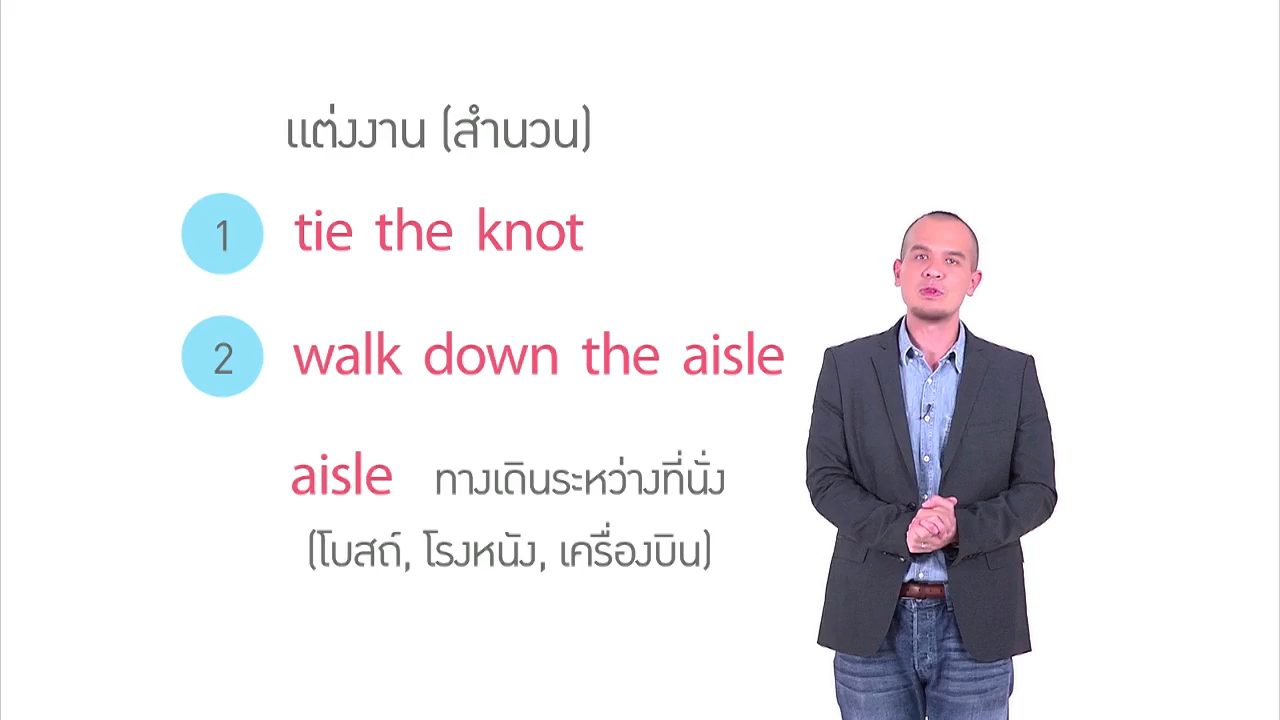 แต่งงาน (สำนวน)
1 tie the knot
2 walk down the aisle
aisle ทางเดินระหว่างที่นั่ง
(โบสถ์, โรงหนัง, เครื่องบิน)